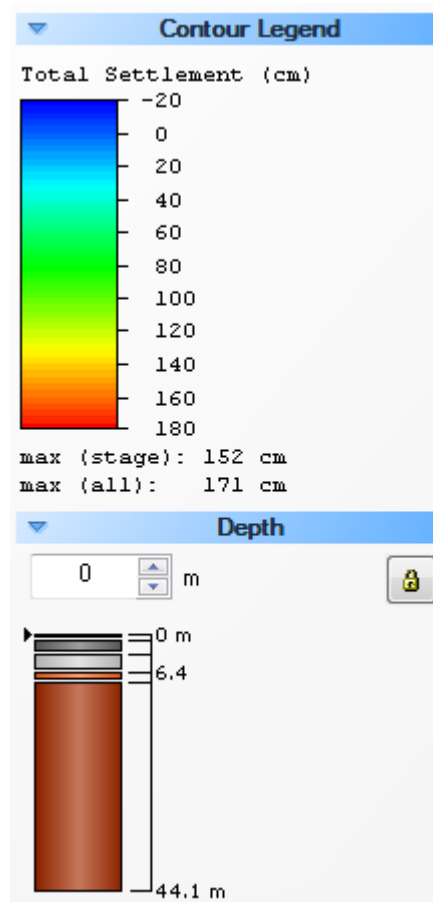 Contour Legend
Total Settlement (cm)
-20
0
20
40
60
80
100
120
140
160
180
max (stage): 152 cm
max (all): 171 cm
Depth
0 m
0 m
6.4
44.1 m